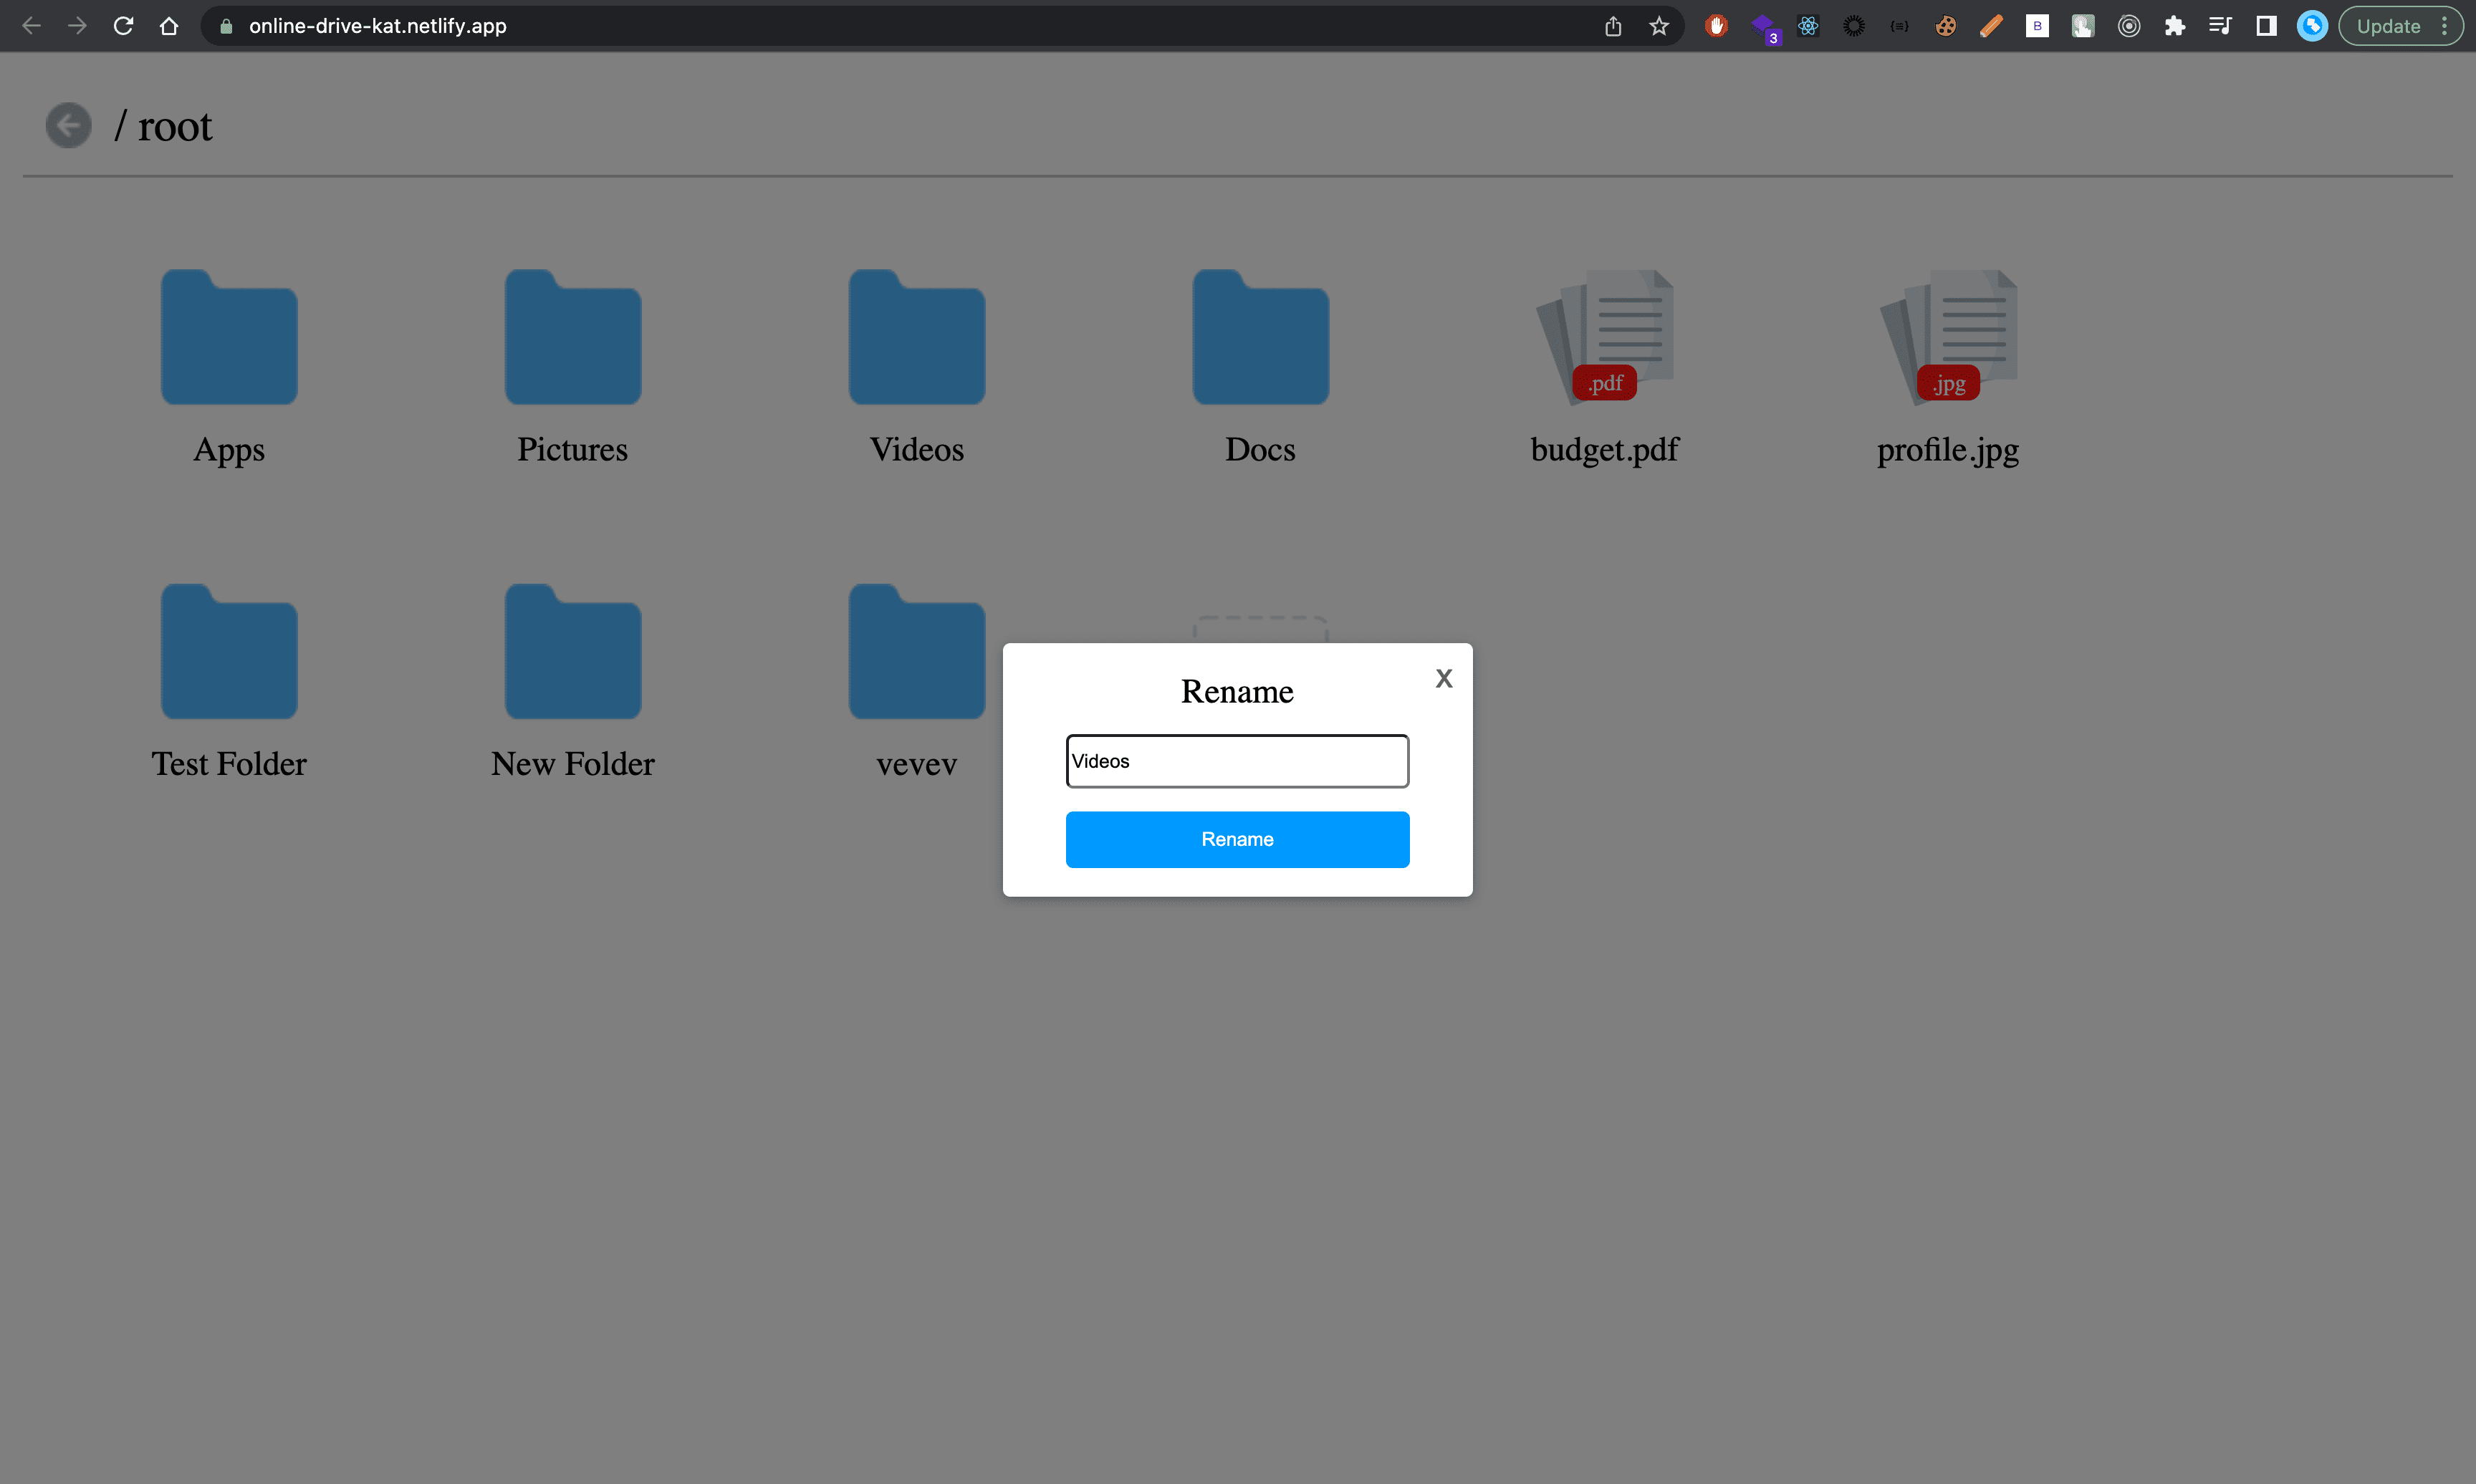 online-drive-kat.netlify.app
3
B
Update
/ root
.pdf
.jpg
Apps
Pictures
Videos
Docs
budget.pdf
profile.jpg
Rename
X
Videos
Rename
Test Folder
New Folder
vevev